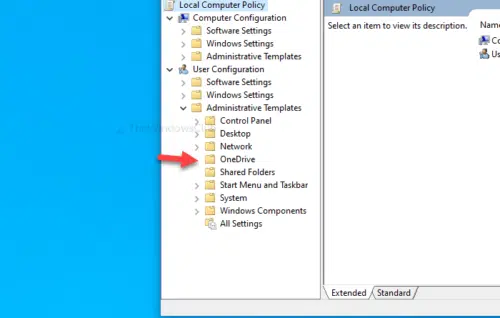 Local Computer Policy
Computer Configuration
Software Settings
Windows Settings
Administrative Templates
User Configuration
Software Settings
Windows Settings
Administrative Templates
Control Panel
Desktop
Network
OneDrive
Shared Folders
Start Menu and Taskbar
System
Windows Components
All Settings
Local Computer Policy
Select an item to view its description.
Name
Co
Us
Extended
Standard